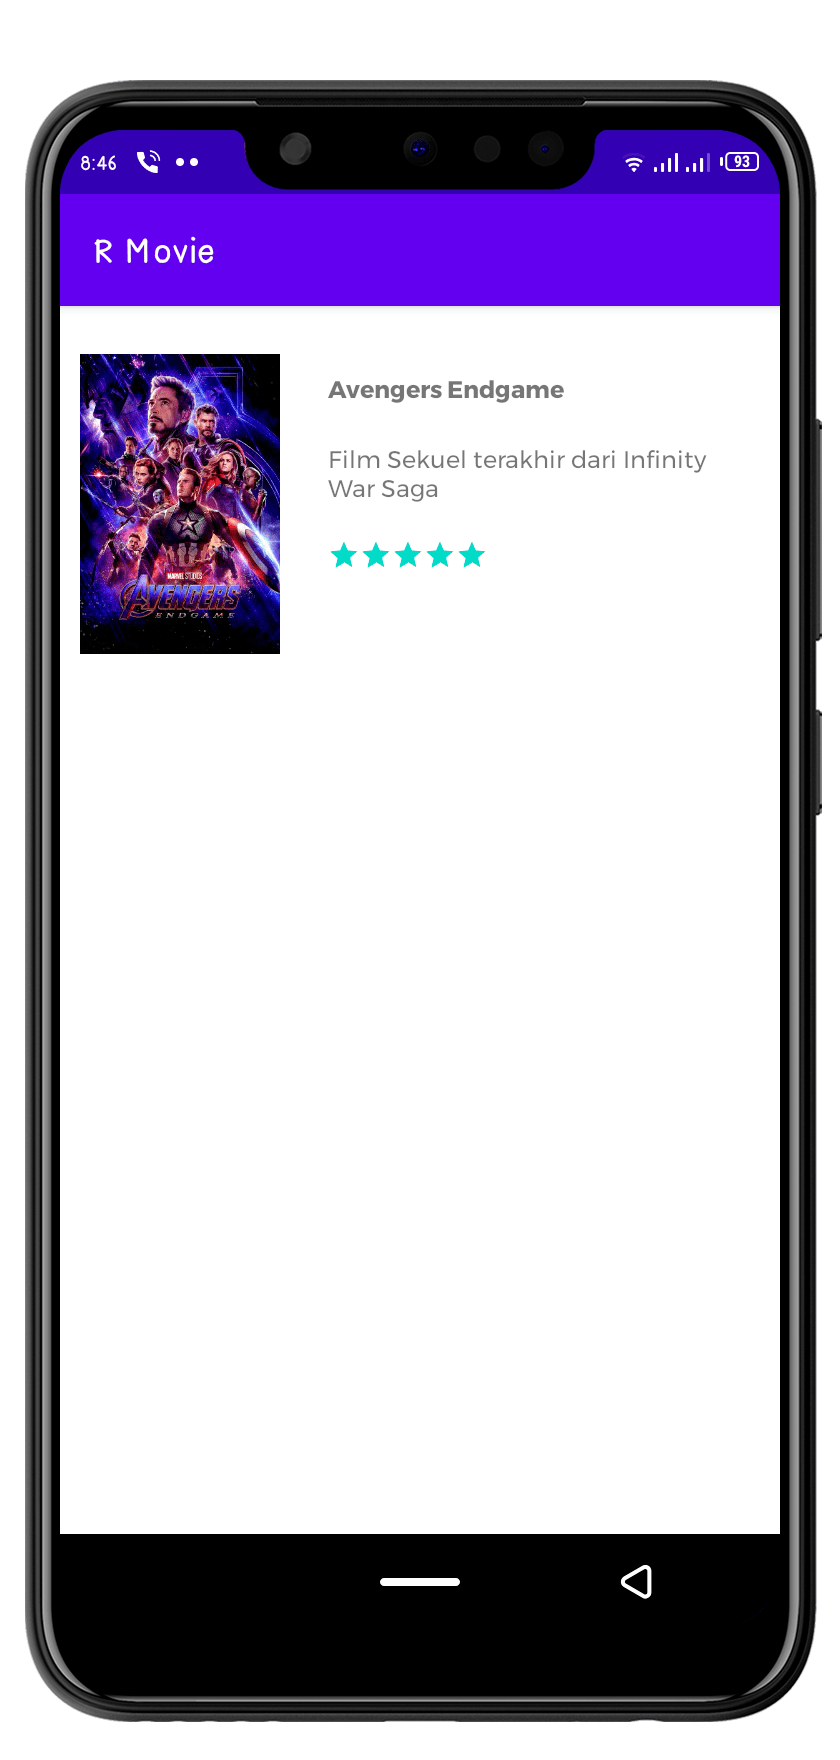 8:46
93
R Movie
Avengers Endgame
Film Sekuel terakhir dari Infinity
War Saga
MARVEL STUDIOS
AVENGERS
ENDGAME